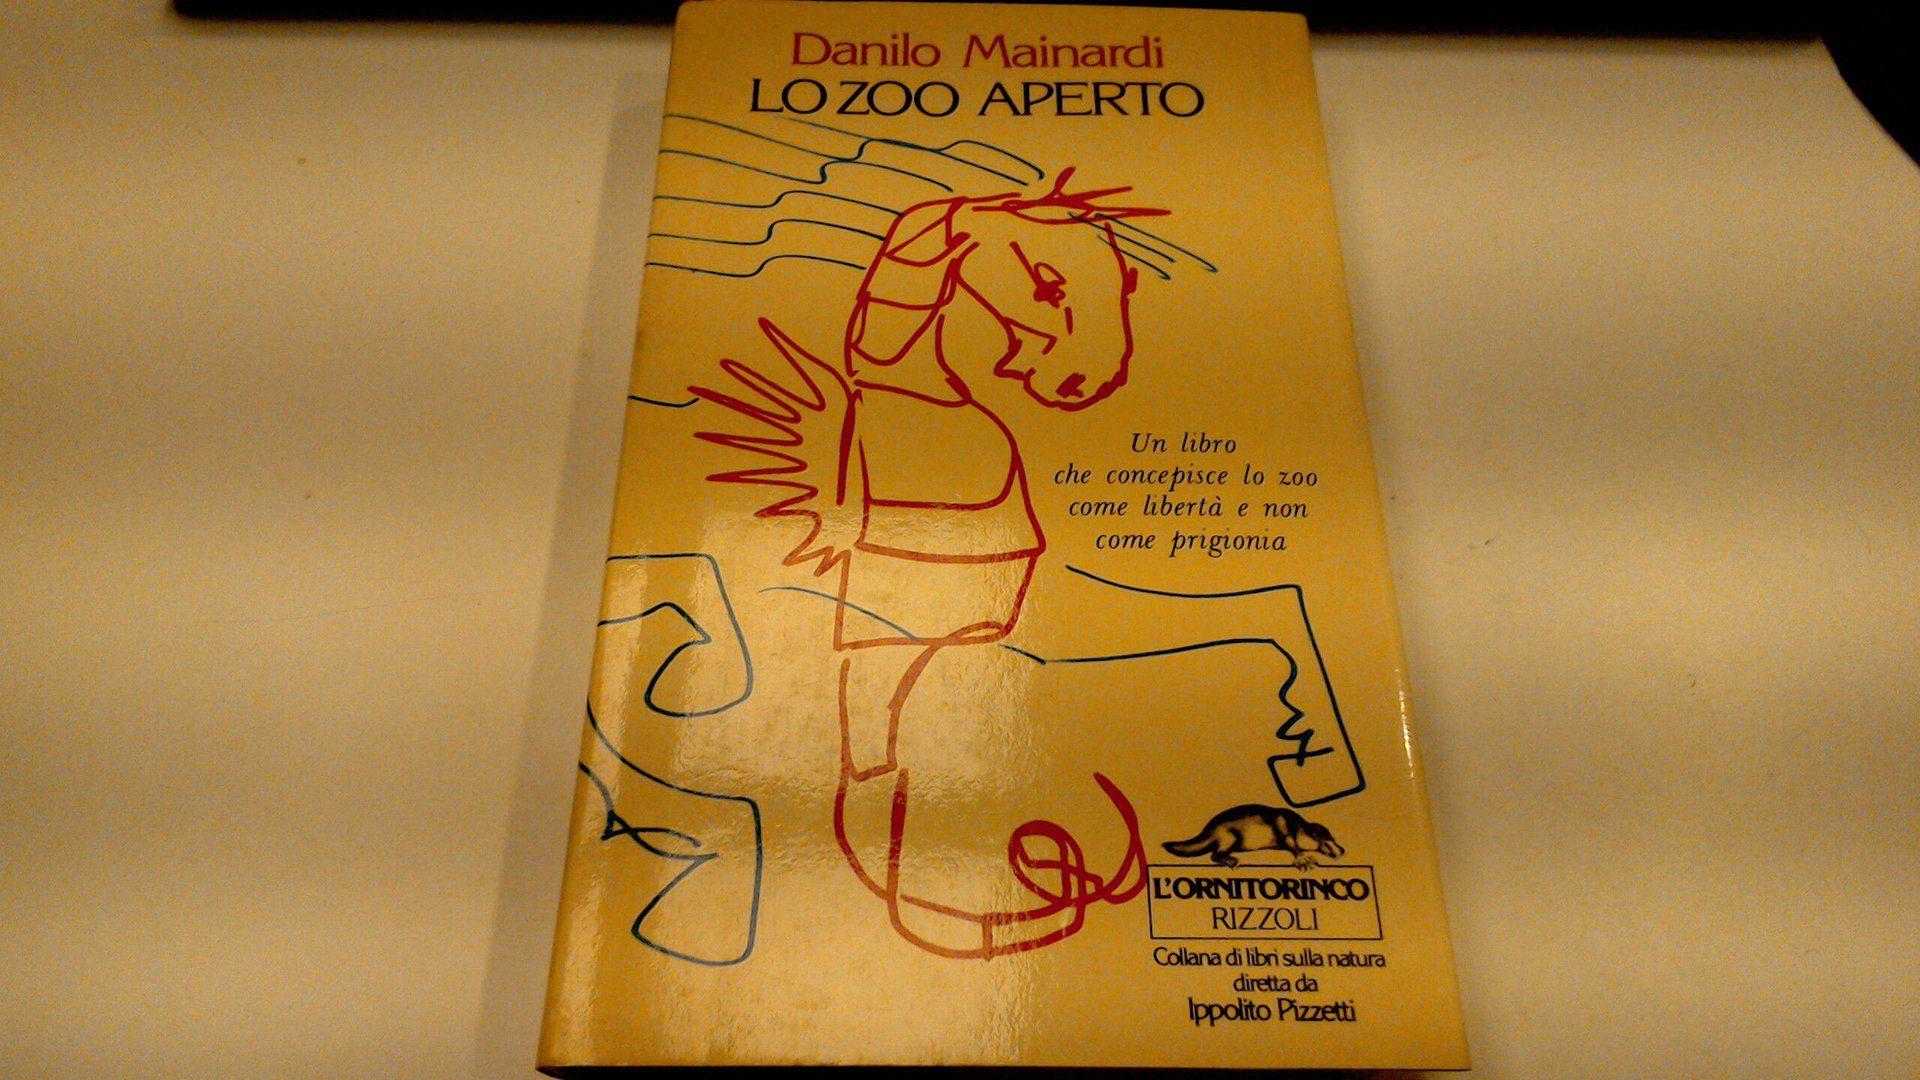 Danilo Mainardi
LO ZOO APERTO
Un libro
che concepisce lo zoo
come libertà e non
come prigionia
L'ORNITORINCO
RIZZOLI
Collana di libri sulla natura
diretta da
Ippolito Pizzetti